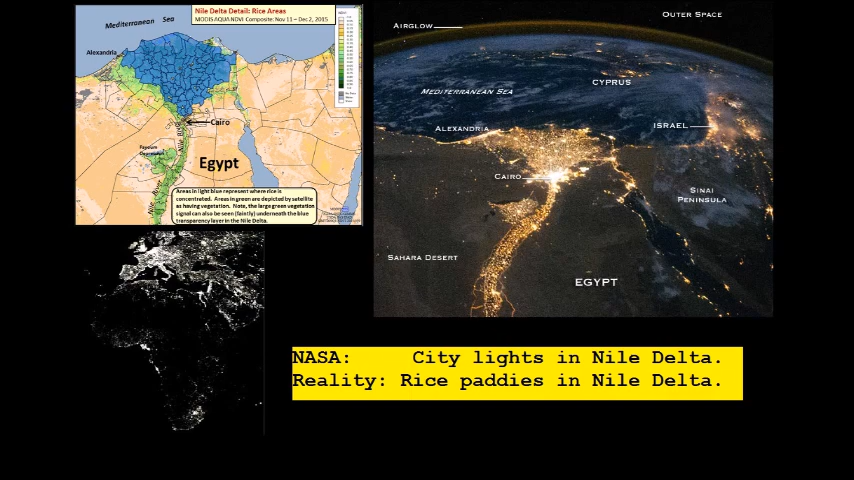 Nile Delta Detail: Rice Areas
MODIS AQUA NDVI Composite: Nov 11 – Dec 2, 2015
Mediterranean Sea
Alexandria
Cairo
Nile
Fayoum
Depression
Egypt
Nile
Areas in light blue represent where rice is
concentrated. Areas in green are depicted by satellite
as having vegetation. Note, the large green vegetation
signal can also be seen (faintly) underneath the blue
transparency layer in the Nile Delta.
OUTER SPACE
AIRGLOW
CYPRUS
MEDITERRANEAN SEA
ALEXANDRIA
ISRAEL
CAIRO
SINAI
PENINSULA
SAHARA DESERT
EGYPT
NASA: City lights in Nile Delta.
Reality: Rice paddies in Nile Delta.